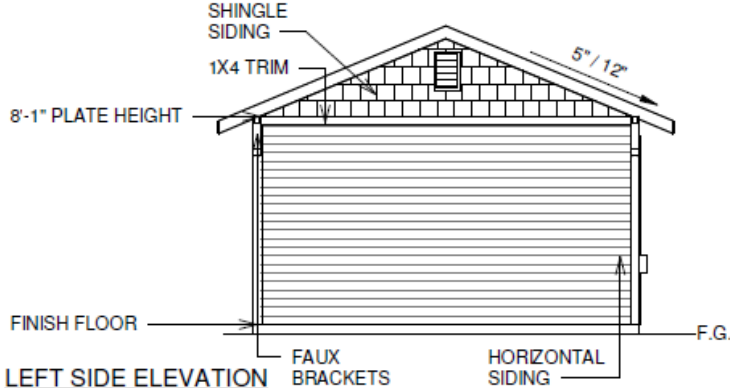 SHINGLE
SIDING
1X4 TRIM
5" / 12"
8'-1" PLATE HEIGHT
FINISH FLOOR
F.G.
FAUX
BRACKETS
HORIZONTAL
SIDING
LEFT SIDE ELEVATION